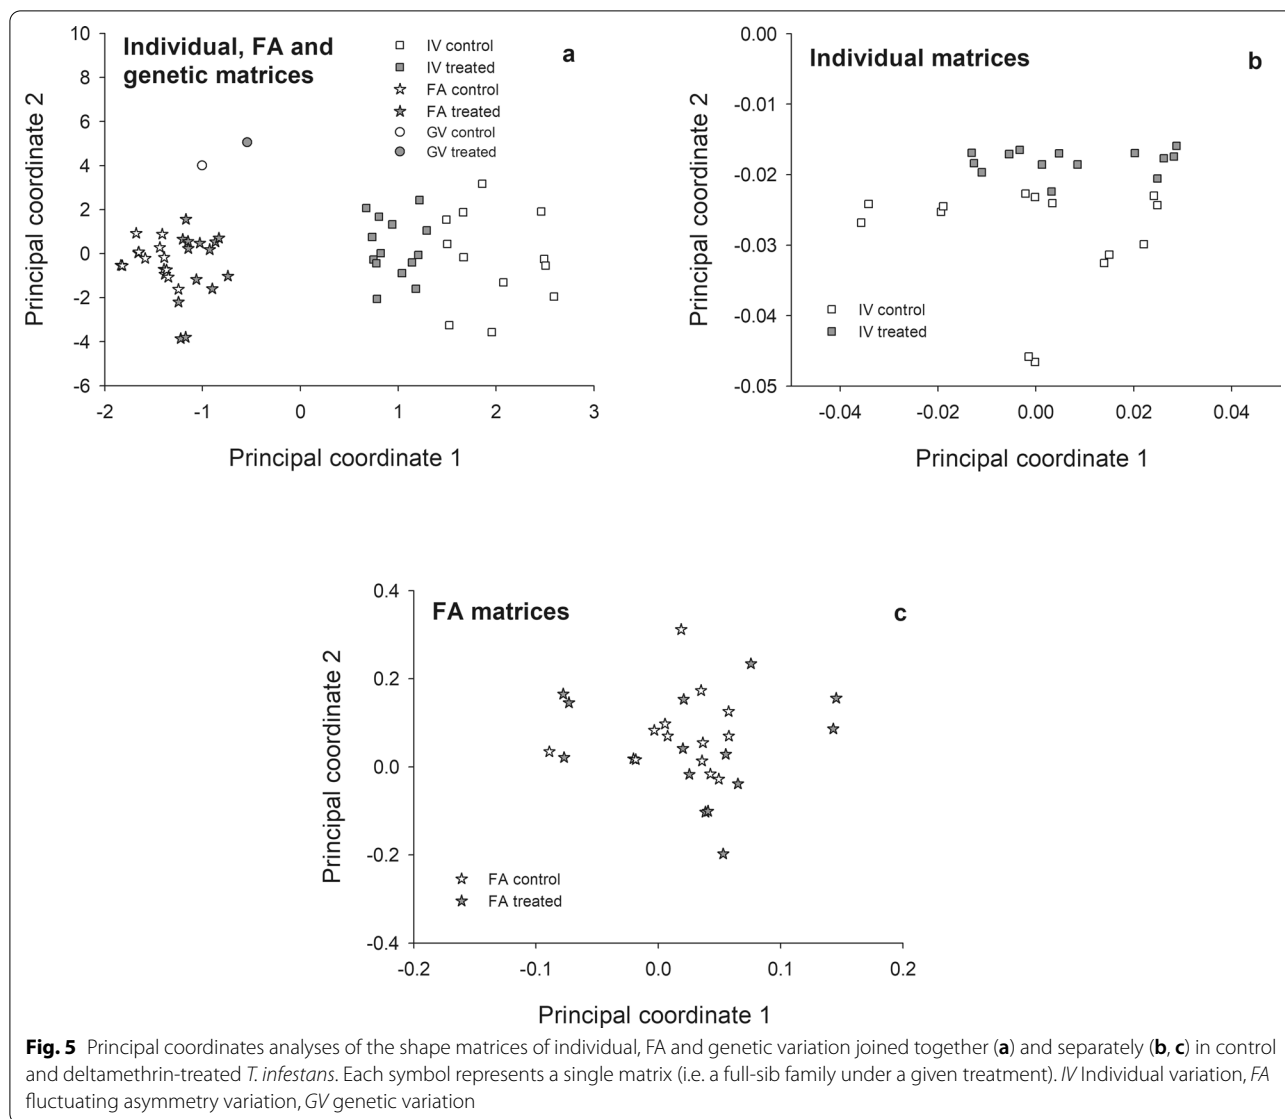 Individual, FA and
genetic matrices
a
IV control
IV treated
FA control
FA treated
GV control
GV treated
Principal coordinate 2
10
8
6
4
2
0
-2
-4
-6
-2
-1
0
1
2
3
Principal coordinate 1
Individual matrices
b
Principal coordinate 2
0.00
-0.01
-0.02
-0.03
-0.04
-0.05
IV control
IV treated
-0.04
-0.02
0.00
0.02
0.04
Principal coordinate 1
FA matrices
c
Principal coordinate 2
0.4
0.2
0.0
-0.2
-0.4
FA control
FA treated
-0.2
-0.1
0.0
0.1
0.2
Principal coordinate 1
Fig. 5 Principal coordinates analyses of the shape matrices of individual, FA and genetic variation joined together (a) and separately (b, c) in control
and deltamethrin-treated T. infestans. Each symbol represents a single matrix (i.e. a full-sib family under a given treatment). IV Individual variation, FA
fluctuating asymmetry variation, GV genetic variation